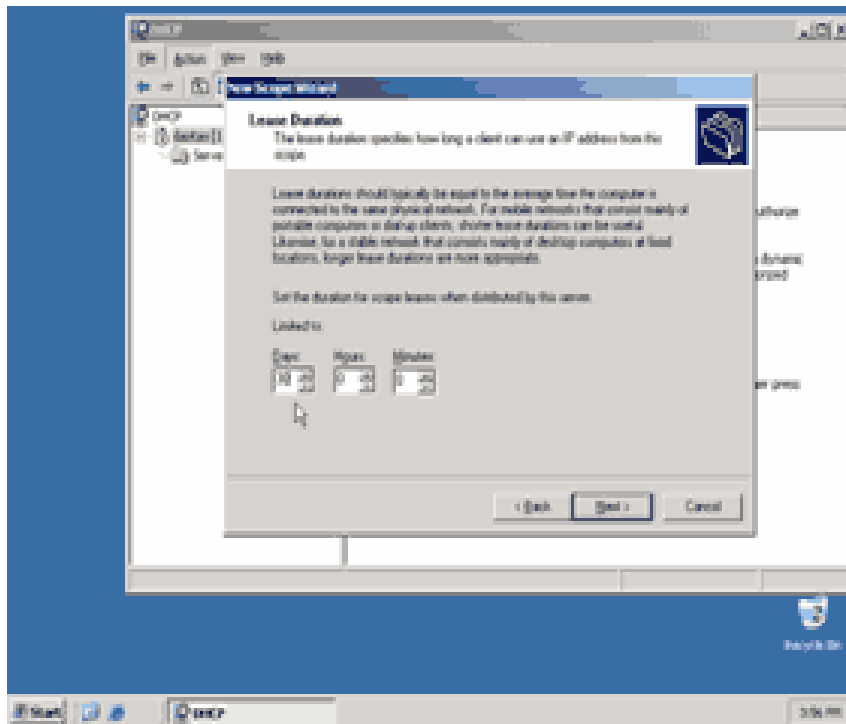 DHCP
File Action View Help
New Scope Wizard
DHCP
Lease Duration
The lease duration specifies how long a client can use an IP address from this
scope.
Lease durations should typically be equal to the average time the computer is
connected to the same physical network. For mobile networks that consist mainly of
portable computers or dial-up clients, shorter lease durations can be useful.
Likewise, for a stable network that consists mainly of desktop computers at fixed
locations, longer lease durations are more appropriate.
Set the duration for scope leases when distributed by this server.
Limited to:
Days: Hours: Minutes:
< Back Next > Cancel
Recycle Bin
Start DHCP